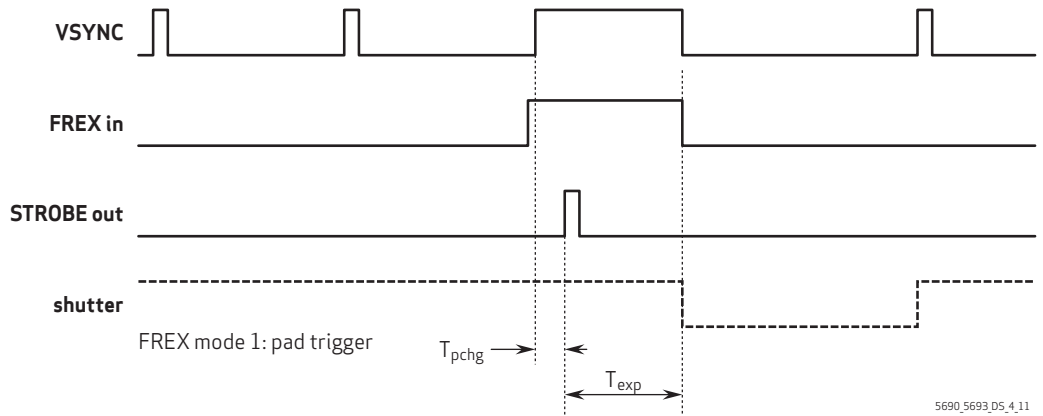 VSYNC
FREX in
STROBE out
shutter
FREX mode 1: pad trigger
Tpchg
Texp
5690_5693_DS_4_11